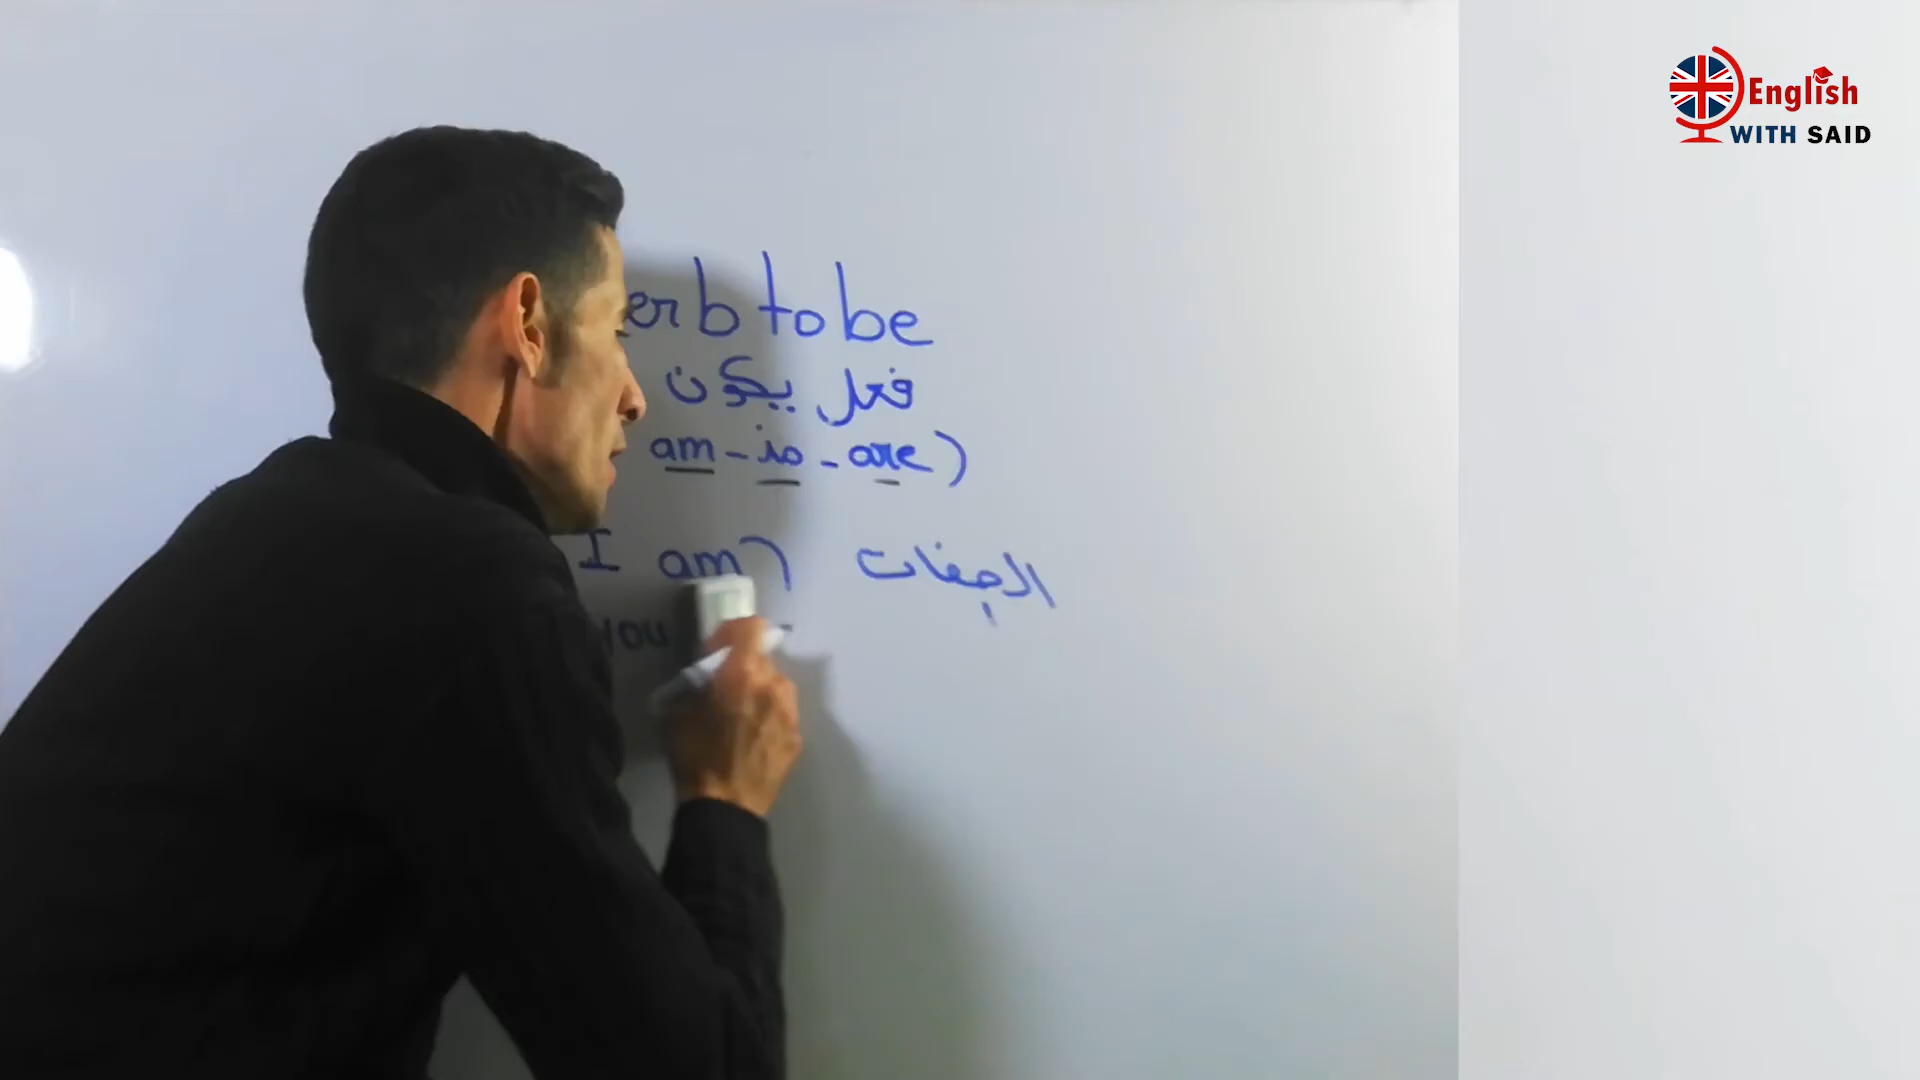 English
WITH SAID
erb to be
فعل يكون
am - is - are)
I am)
الصفات
you